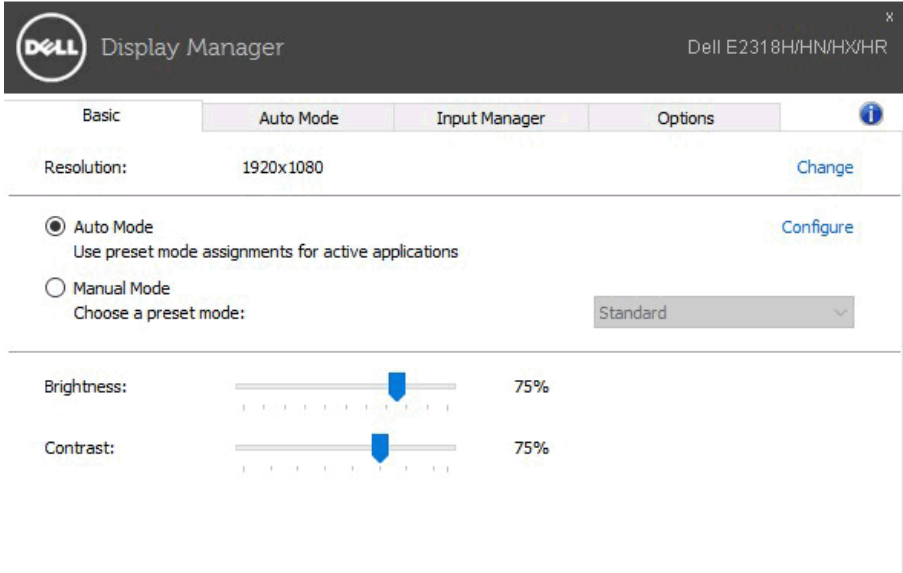 x
DELL Display Manager
Dell E2318H/HN/HX/HR
Basic Auto Mode Input Manager Options i
Resolution: 1920x1080 Change
Auto Mode Configure
Use preset mode assignments for active applications
Manual Mode
Choose a preset mode: Standard
Brightness: 75%
Contrast: 75%